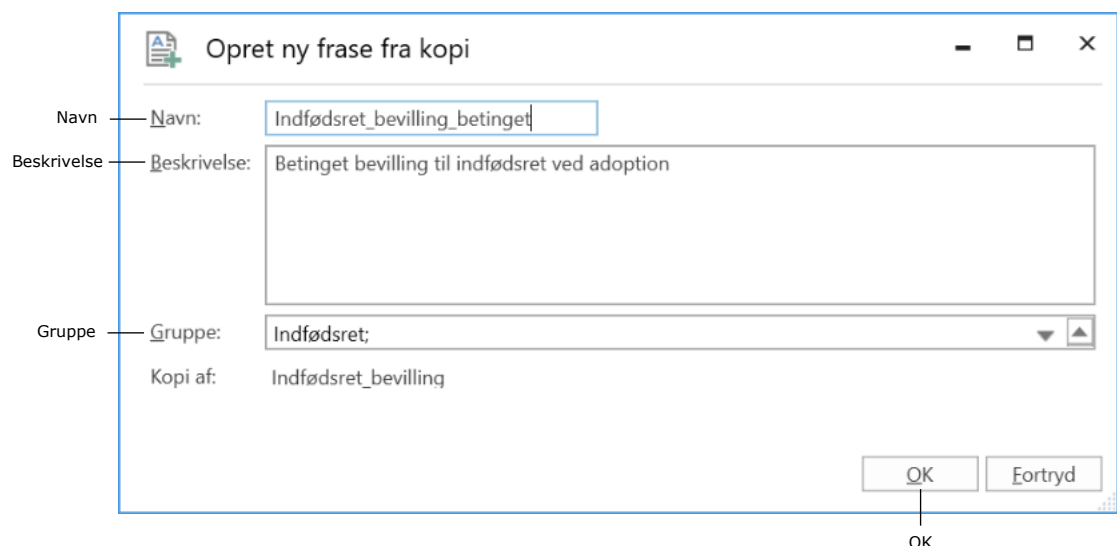 Opret ny frase fra kopi
Navn
Navn:
Indfødsret_bevilling_betinget
Beskrivelse
Beskrivelse:
Betinget bevilling til indfødsret ved adoption
Gruppe
Gruppe:
Indfødsret;
Kopi af:
Indfødsret_bevilling
OK
Fortryd
OK